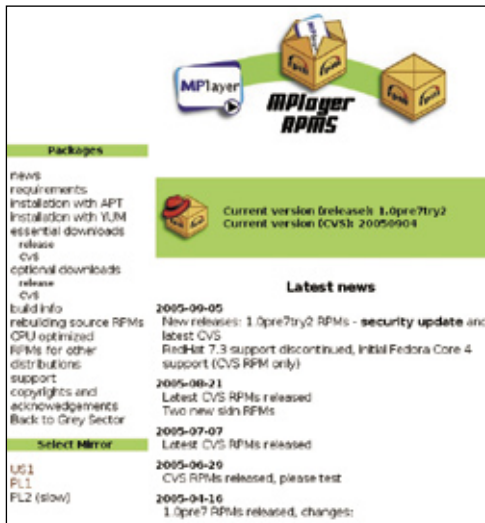 MPlayer
rpm
rpm
rpm
rpm
MPlayer
RPMS
Packages
news
requirements
installation with APT
installation with YUM
essential downloads
release
CVS
optional downloads
release
CVS
build info
rebuilding source RPMs
CPU optimized
RPMs for other
distributions
support
copyrights and
acknowledgements
Back to Grey Sector
Select Mirror
US1
PL1
PL2 (slow)
Current version (release): 1.0pre7try2
Current version (CVS): 20050904
Latest news
2005-09-05
New releases: 1.0pre7try2 RPMs - security update and
latest CVS
RedHat 7.3 support discontinued, initial Fedora Core 4
support (CVS RPM only)
2005-08-21
Latest CVS RPMs released
Two new skin RPMs
2005-07-07
Latest CVS RPMs released
2005-06-29
CVS RPMs released, please test
2005-04-16
1.0pre7 RPMs released, changes: